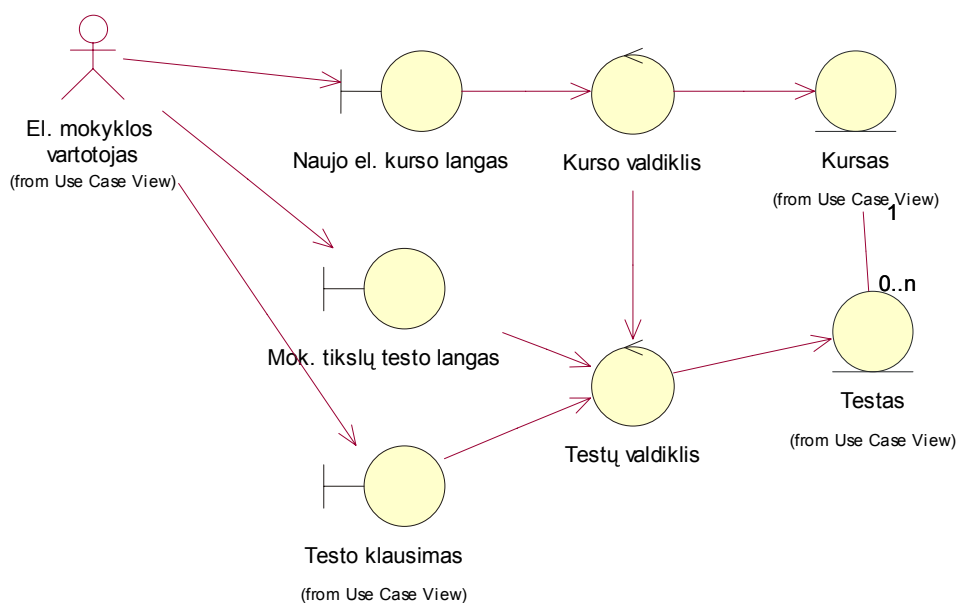 El. mokyklos
vartotojas
(from Use Case View)
Naujo el. kurso langas
Kurso valdiklis
Kursas
(from Use Case View)
1
0..n
Mok. tikslų testo langas
Testų valdiklis
Testas
(from Use Case View)
Testo klausimas
(from Use Case View)